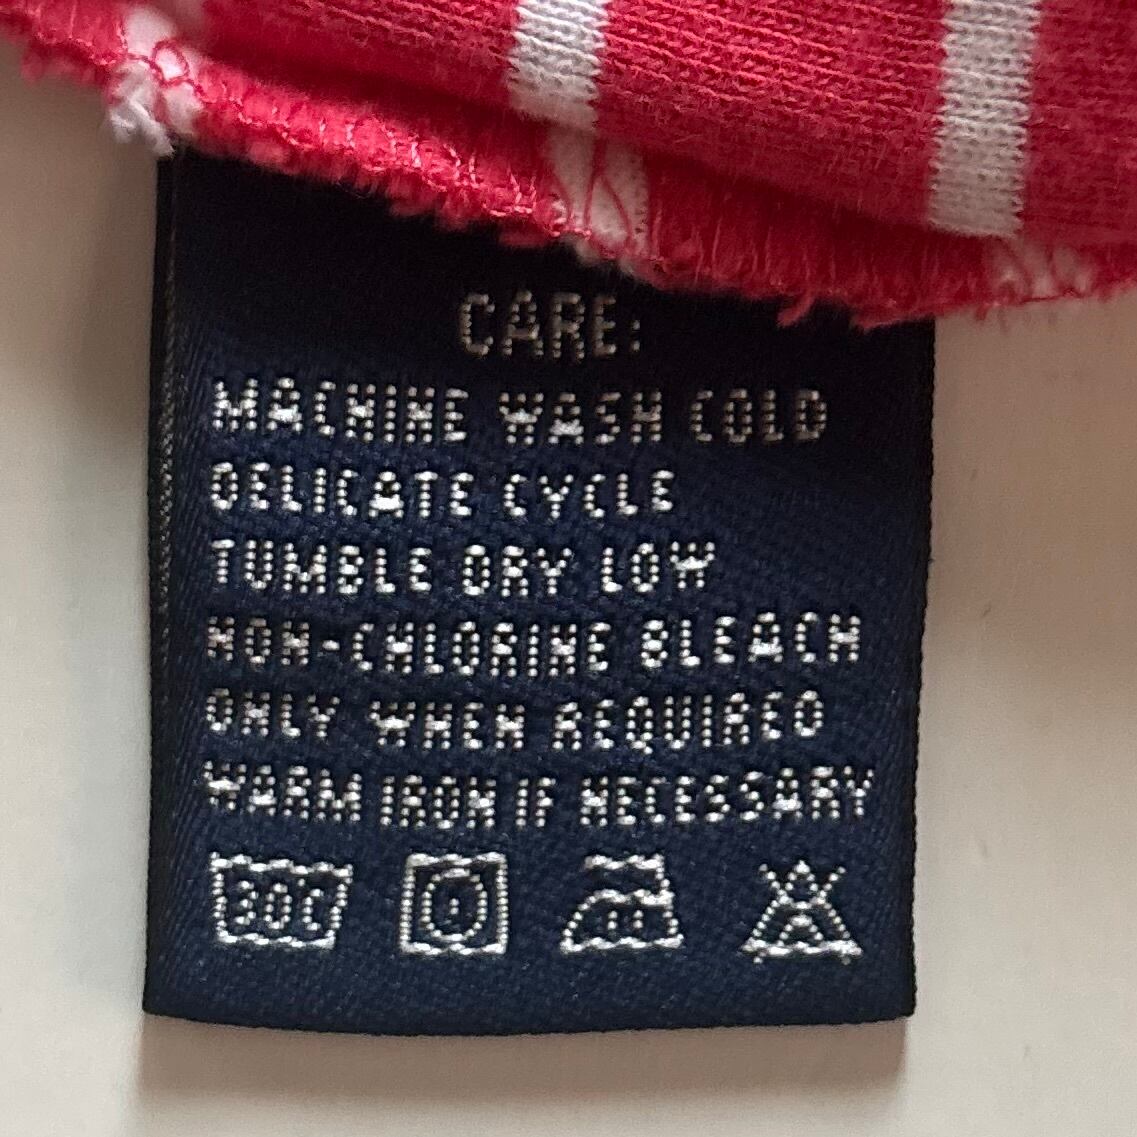 CARE:
MACHINE WASH COLD
DELICATE CYCLE
TUMBLE DRY LOW
NON-CHLORINE BLEACH
ONLY WHEN REQUIRED
WARM IRON IF NECESSARY
30C